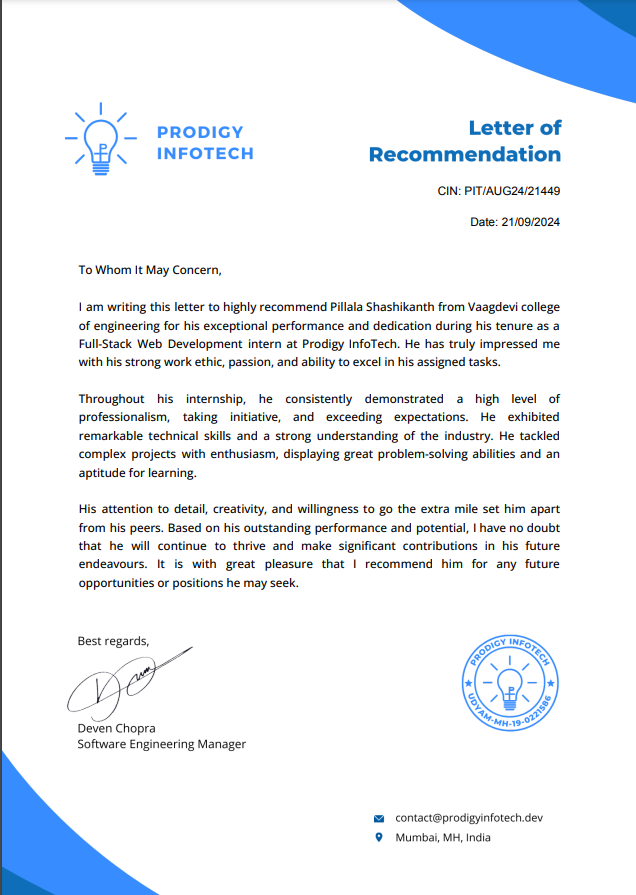 PRODIGY
INFOTECH
Letter of
Recommendation
CIN: PIT/AUG24/21449
Date: 21/09/2024
To Whom It May Concern,
I am writing this letter to highly recommend Pillala Shashikanth from Vaagdevi college
of engineering for his exceptional performance and dedication during his tenure as a
Full-Stack Web Development intern at Prodigy InfoTech. He has truly impressed me
with his strong work ethic, passion, and ability to excel in his assigned tasks.
Throughout his internship, he consistently demonstrated a high level of
professionalism, taking initiative, and exceeding expectations. He exhibited
remarkable technical skills and a strong understanding of the industry. He tackled
complex projects with enthusiasm, displaying great problem-solving abilities and an
aptitude for learning.
His attention to detail, creativity, and willingness to go the extra mile set him apart
from his peers. Based on his outstanding performance and potential, I have no doubt
that he will continue to thrive and make significant contributions in his future
endeavours. It is with great pleasure that I recommend him for any future
opportunities or positions he may seek.
Best regards,
Deven Chopra
Software Engineering Manager
PRODIGY INFOTECH
UDYAM-MH-19-0221586
contact@prodigyinfotech.dev
Mumbai, MH, India